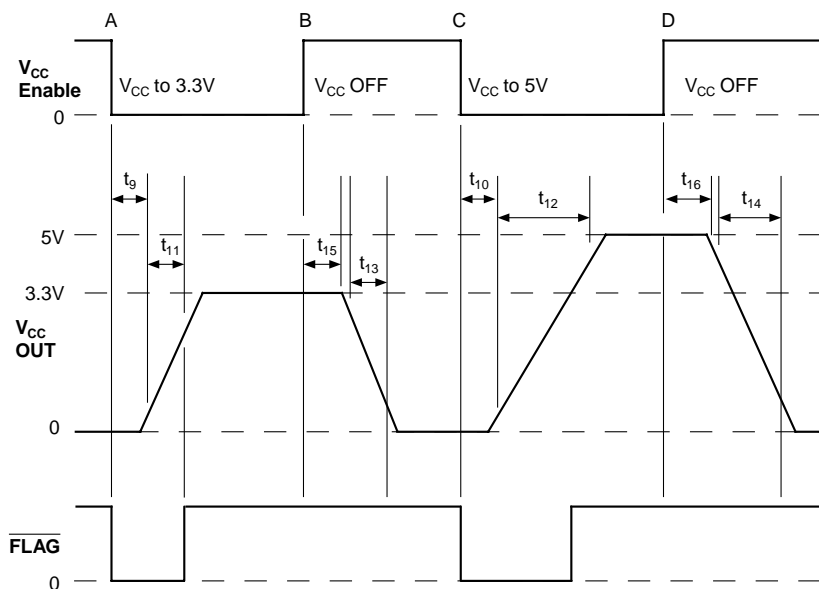 A B C D
VCC Enable
VCC to 3.3V VCC OFF VCC to 5V VCC OFF
0
t9 t10 t12 t16 t14
t11 t15 t13
5V
3.3V
VCC OUT
0
FLAG
0